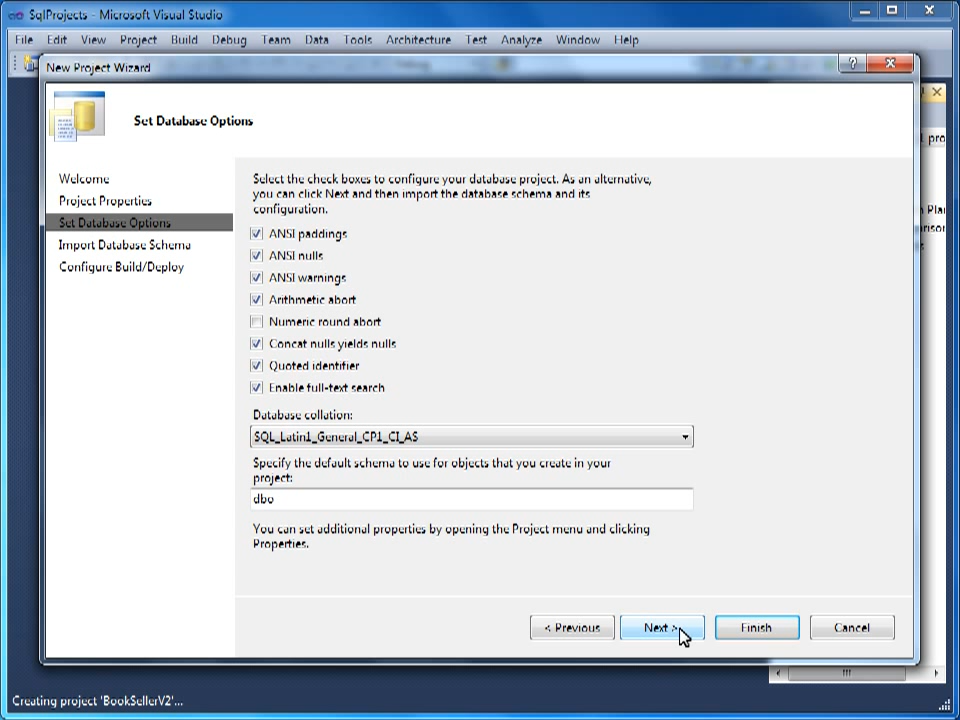 SqlProjects - Microsoft Visual Studio
File Edit View Project Build Debug Team Data Tools Architecture Test Analyze Window Help
New Project Wizard
Set Database Options
Welcome
Project Properties
Set Database Options
Import Database Schema
Configure Build/Deploy
Select the check boxes to configure your database project. As an alternative,
you can click Next and then import the database schema and its
configuration.
ANSI paddings
ANSI nulls
ANSI warnings
Arithmetic abort
Numeric round abort
Concat nulls yields nulls
Quoted identifier
Enable full-text search
Database collation:
SQL_Latin1_General_CP1_CI_AS
Specify the default schema to use for objects that you create in your
project:
dbo
You can set additional properties by opening the Project menu and clicking
Properties.
< Previous Next > Finish Cancel
Creating project 'BookSellerV2'...